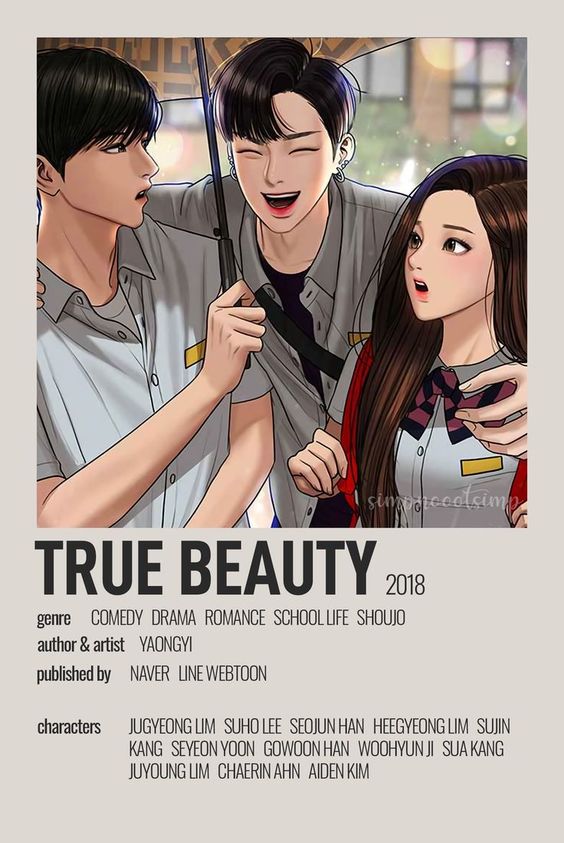 simpnoootsimp
TRUE BEAUTY 2018
genre COMEDY DRAMA ROMANCE SCHOOL LIFE SHOUJO
author & artist YAONGYI
published by NAVER LINE WEBTOON
characters JUGYEONG LIM SUHO LEE SEOJUN HAN HEEGYEONG LIM SUJIN
KANG SEYEON YOON GOWOON HAN WOOHYUN JI SUA KANG
JUYOUNG LIM CHAERIN AHN AIDEN KIM